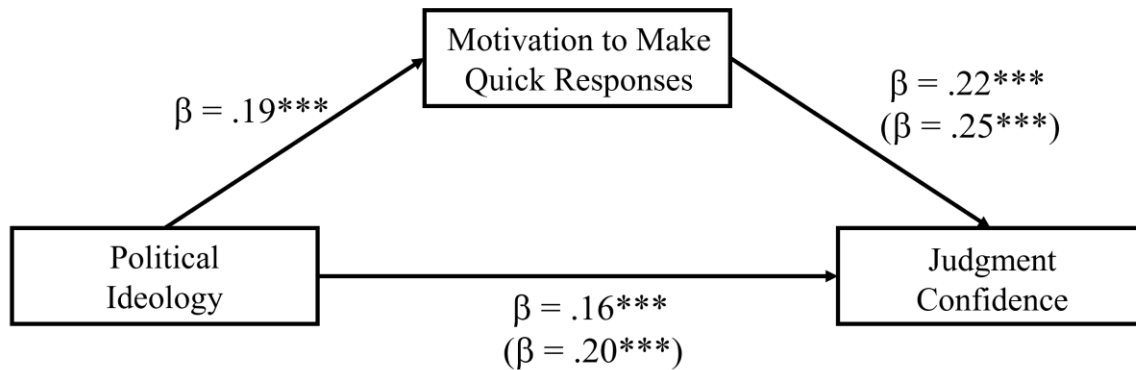 Motivation to Make
Quick Responses
β = .19***
β = .22***
(β = .25***)
Political
Ideology
Judgment
Confidence
β = .16***
(β = .20***)